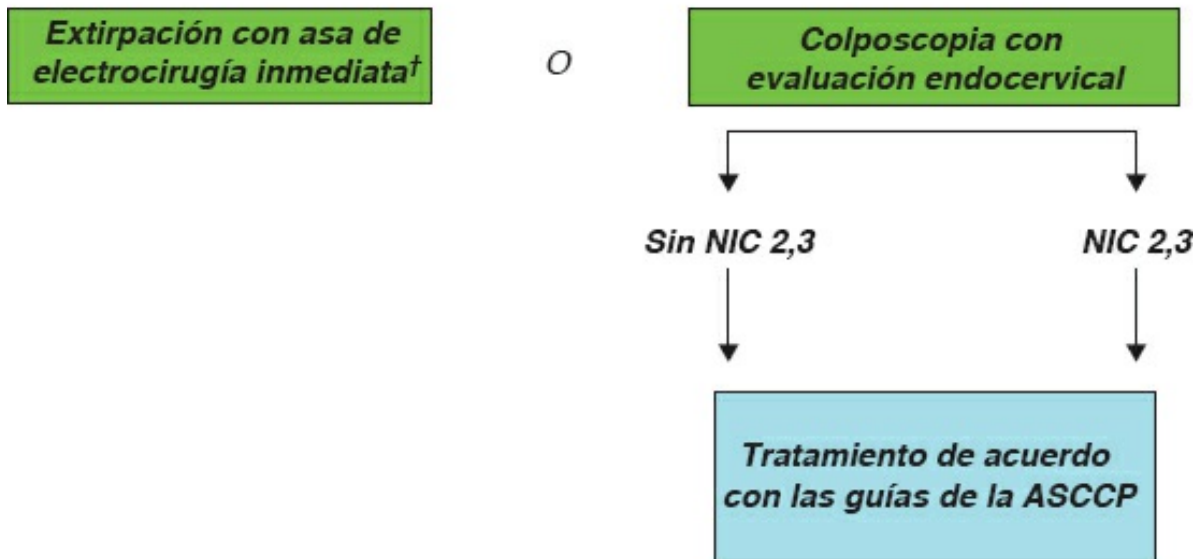 Extirpación con asa de
electrocirugía inmediata†
O
Colposcopia con
evaluación endocervical
Sin NIC 2,3
NIC 2,3
Tratamiento de acuerdo
con las guías de la ASCCP